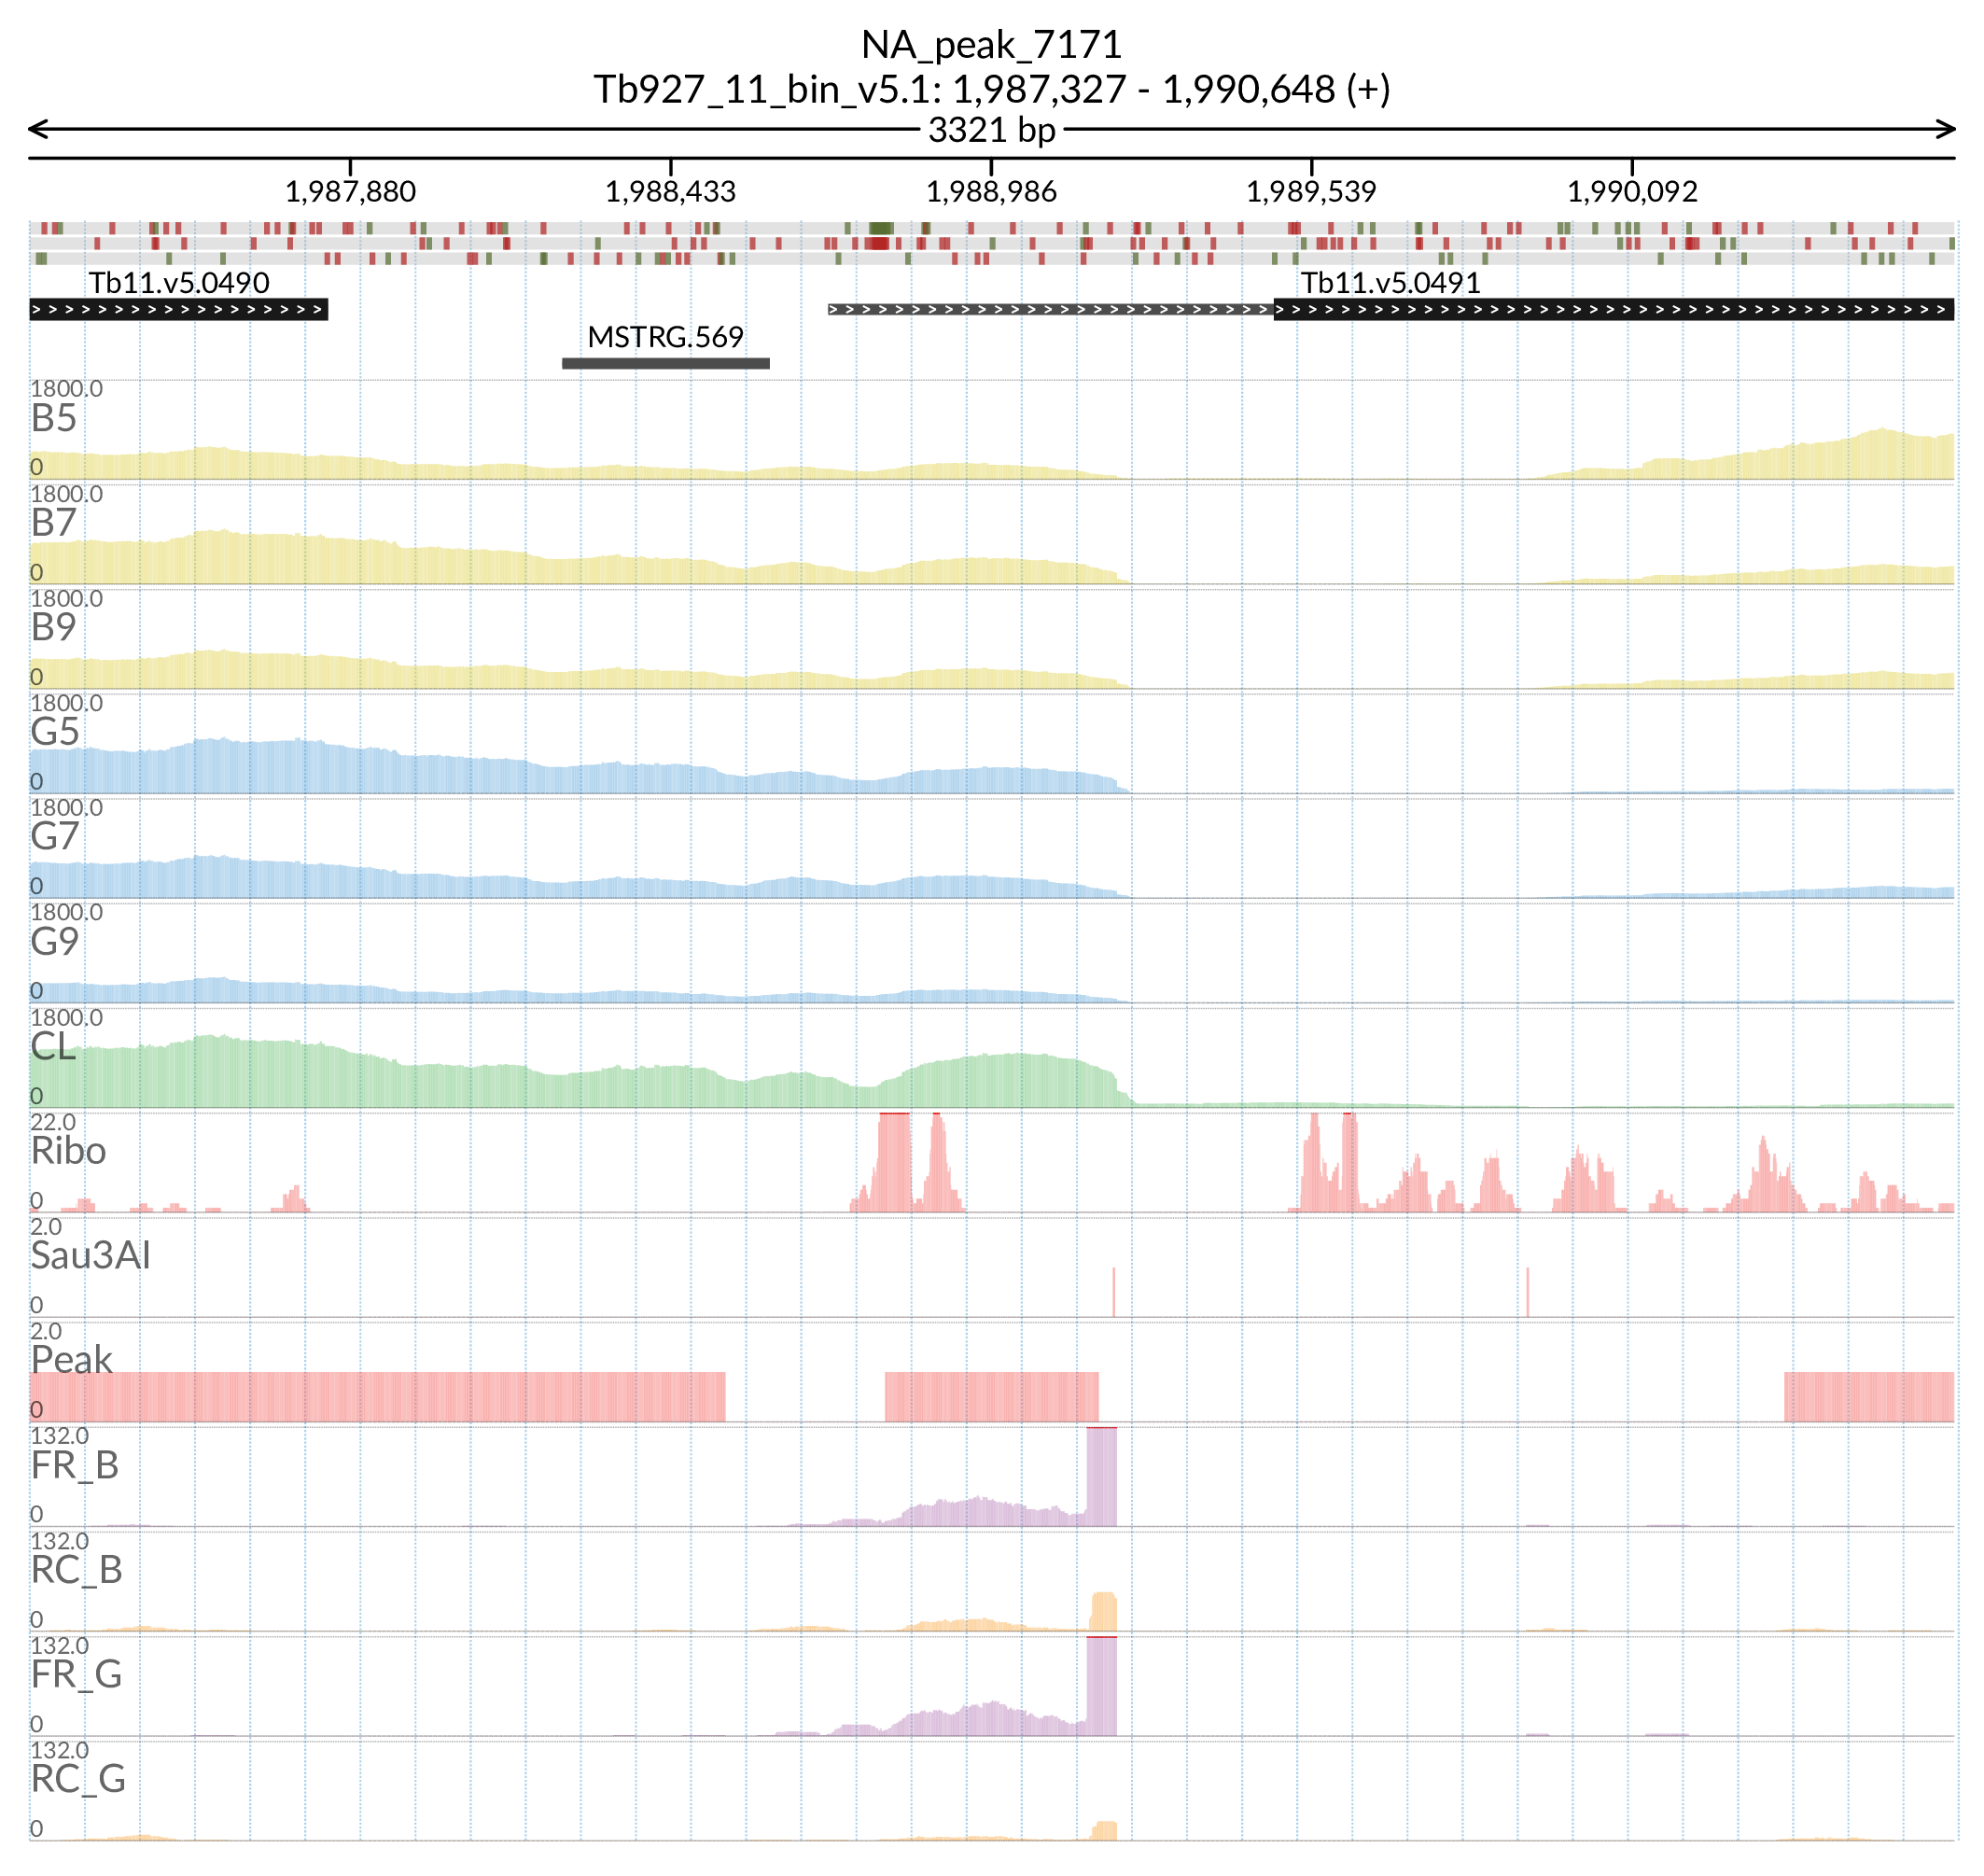 NA_peak_7171
Tb927_11_bin_v5.1: 1,987,327 - 1,990,648 (+)
3321 bp
1,987,880 1,988,433 1,988,986 1,989,539 1,990,092
Tb11.v5.0490 Tb11.v5.0491
MSTRG.569
1800.0
B5
0
1800.0
B7
0
1800.0
B9
0
1800.0
G5
0
1800.0
G7
0
1800.0
G9
0
1800.0
CL
0
22.0
Ribo
0
2.0
Sau3AI
0
2.0
Peak
0
132.0
FR_B
0
132.0
RC_B
0
132.0
FR_G
0
132.0
RC_G
0